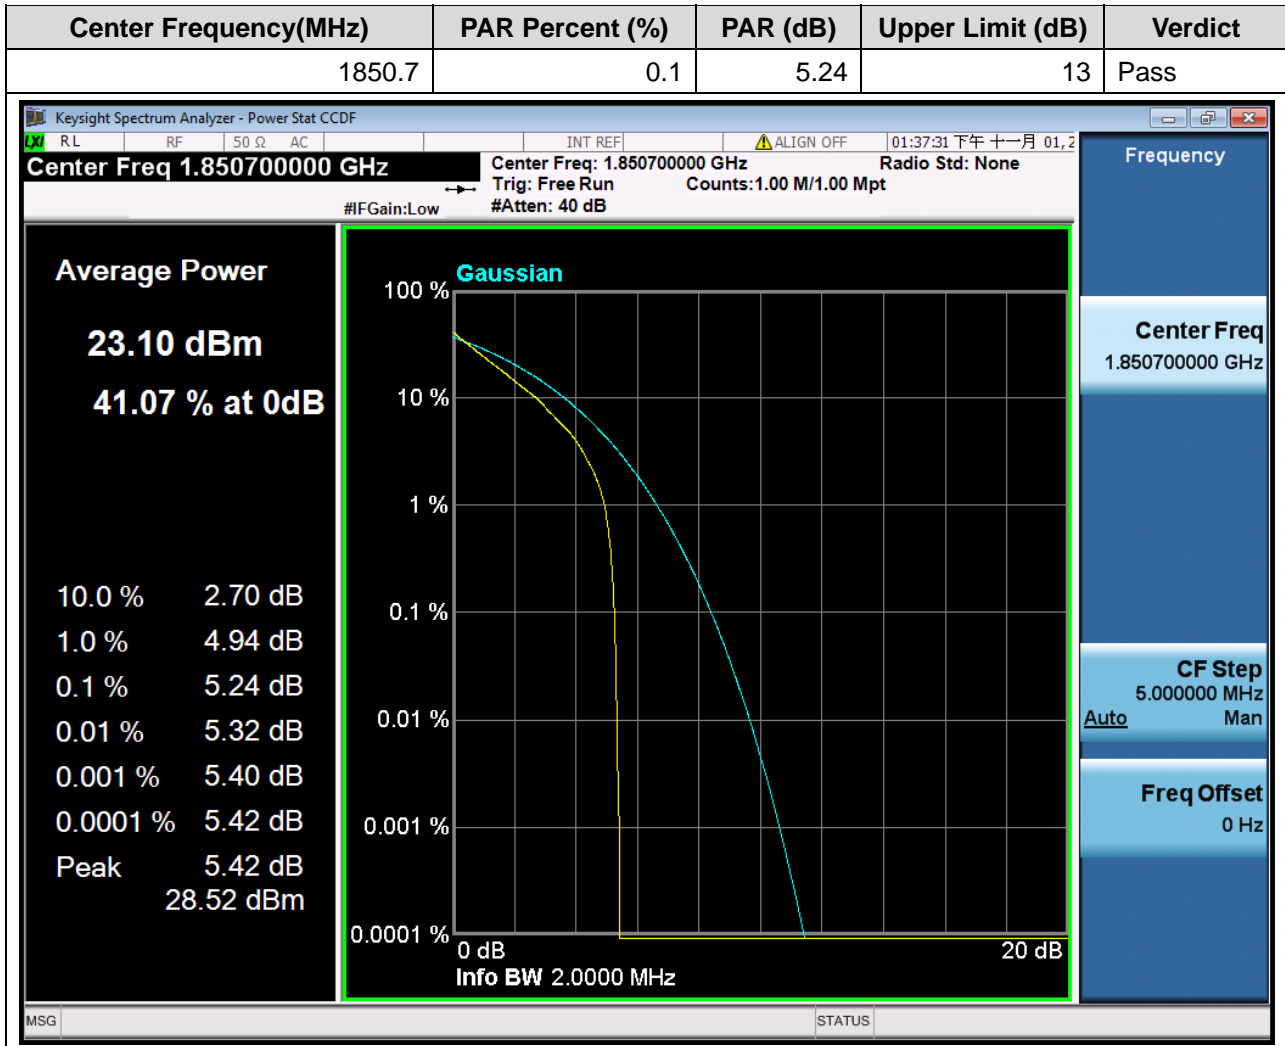 Center Frequency(MHz) PAR Percent (%) PAR (dB) Upper Limit (dB) Verdict
1850.7 0.1 5.24 13 Pass
Keysight Spectrum Analyzer - Power Stat CCDF
LXI RL RF 50 Ω AC INT REF ALIGN OFF 01:37:31 下午 十一月 01, 2
Center Freq 1.850700000 GHz
Center Freq: 1.850700000 GHz Radio Std: None
Trig: Free Run Counts:1.00 M/1.00 Mpt
#IFGain:Low #Atten: 40 dB
Average Power
23.10 dBm
41.07 % at 0dB
10.0 % 2.70 dB
1.0 % 4.94 dB
0.1 % 5.24 dB
0.01 % 5.32 dB
0.001 % 5.40 dB
0.0001 % 5.42 dB
Peak 5.42 dB
28.52 dBm
Gaussian
100 %
10 %
1 %
0.1 %
0.01 %
0.001 %
0.0001 %
0 dB 20 dB
Info BW 2.0000 MHz
Frequency
Center Freq
1.850700000 GHz
CF Step
5.000000 MHz
Auto Man
Freq Offset
0 Hz
MSG STATUS